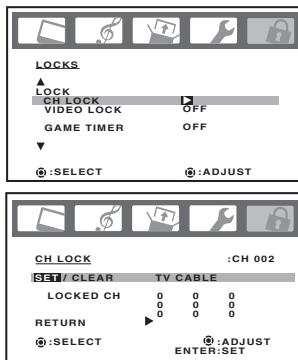 LOCKS
LOCK
CH LOCK
VIDEO LOCK OFF
GAME TIMER OFF
:SELECT :ADJUST
CH LOCK :CH 002
SET / CLEAR TV CABLE
LOCKED CH 0 0 0
0 0 0
RETURN 0 0 0
:SELECT :ADJUST
ENTER:SET